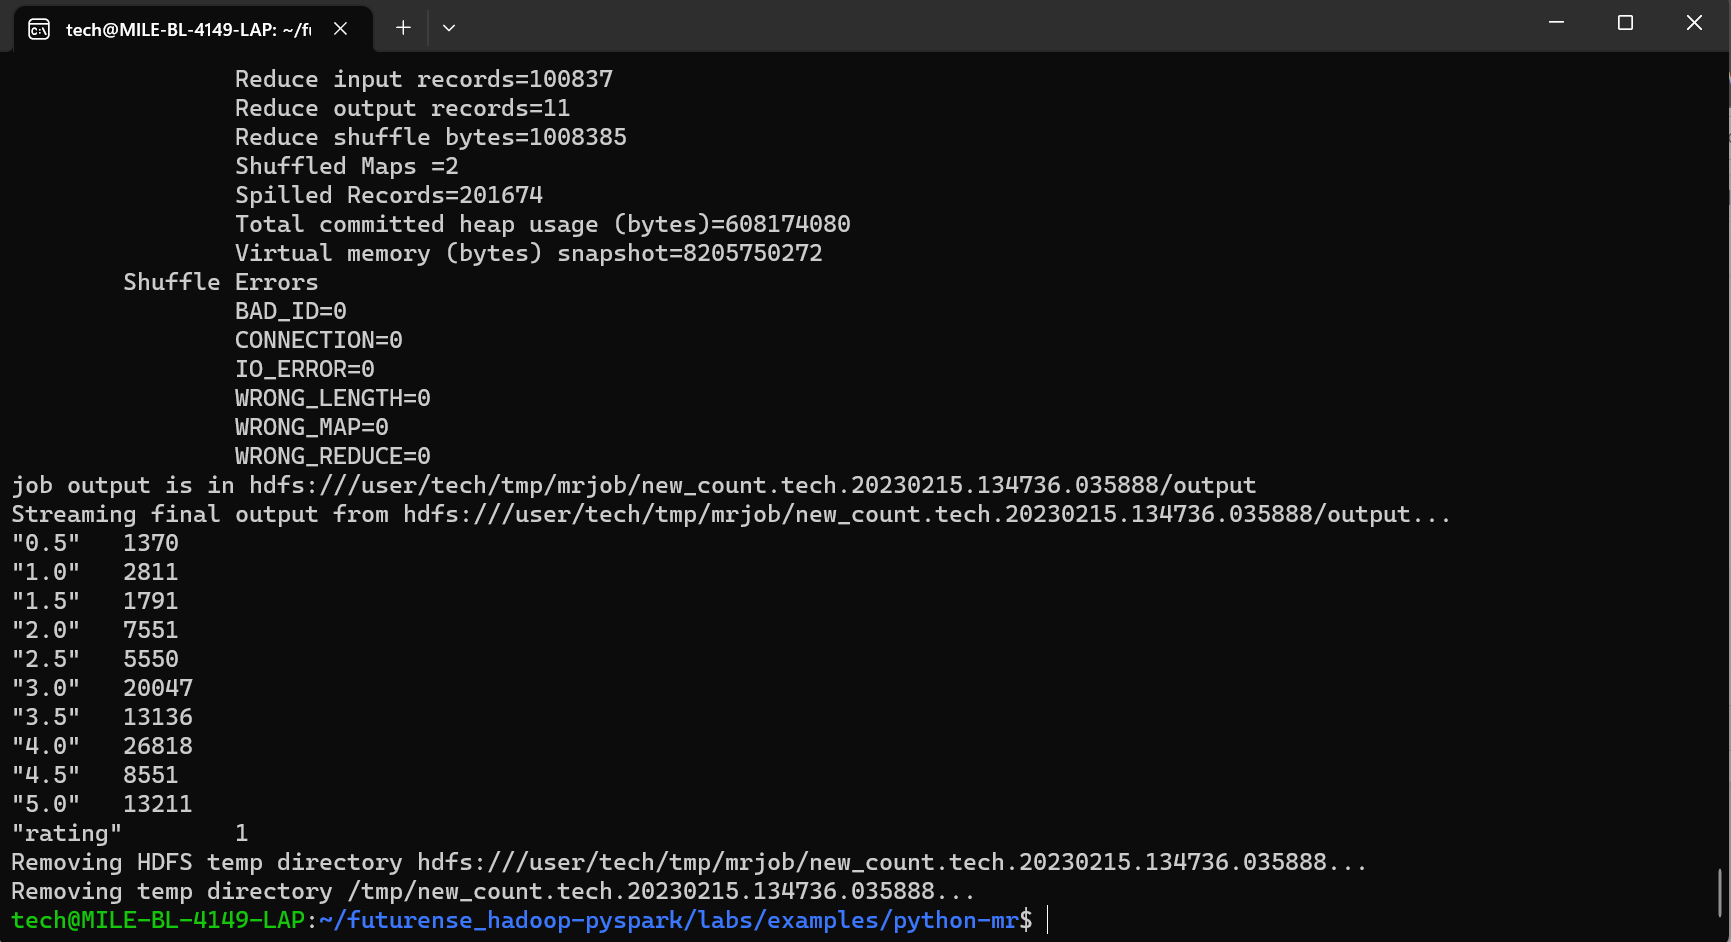 tech@MILE-BL-4149-LAP: ~/fu
Reduce input records=100837
Reduce output records=11
Reduce shuffle bytes=1008385
Shuffled Maps =2
Spilled Records=201674
Total committed heap usage (bytes)=608174080
Virtual memory (bytes) snapshot=8205750272
Shuffle Errors
BAD_ID=0
CONNECTION=0
IO_ERROR=0
WRONG_LENGTH=0
WRONG_MAP=0
WRONG_REDUCE=0
job output is in hdfs:///user/tech/tmp/mrjob/new_count.tech.20230215.134736.035888/output
Streaming final output from hdfs:///user/tech/tmp/mrjob/new_count.tech.20230215.134736.035888/output...
"0.5" 1370
"1.0" 2811
"1.5" 1791
"2.0" 7551
"2.5" 5550
"3.0" 20047
"3.5" 13136
"4.0" 26818
"4.5" 8551
"5.0" 13211
"rating" 1
Removing HDFS temp directory hdfs:///user/tech/tmp/mrjob/new_count.tech.20230215.134736.035888...
Removing temp directory /tmp/new_count.tech.20230215.134736.035888...
tech@MILE-BL-4149-LAP:~/futurense_hadoop-pyspark/labs/examples/python-mr$